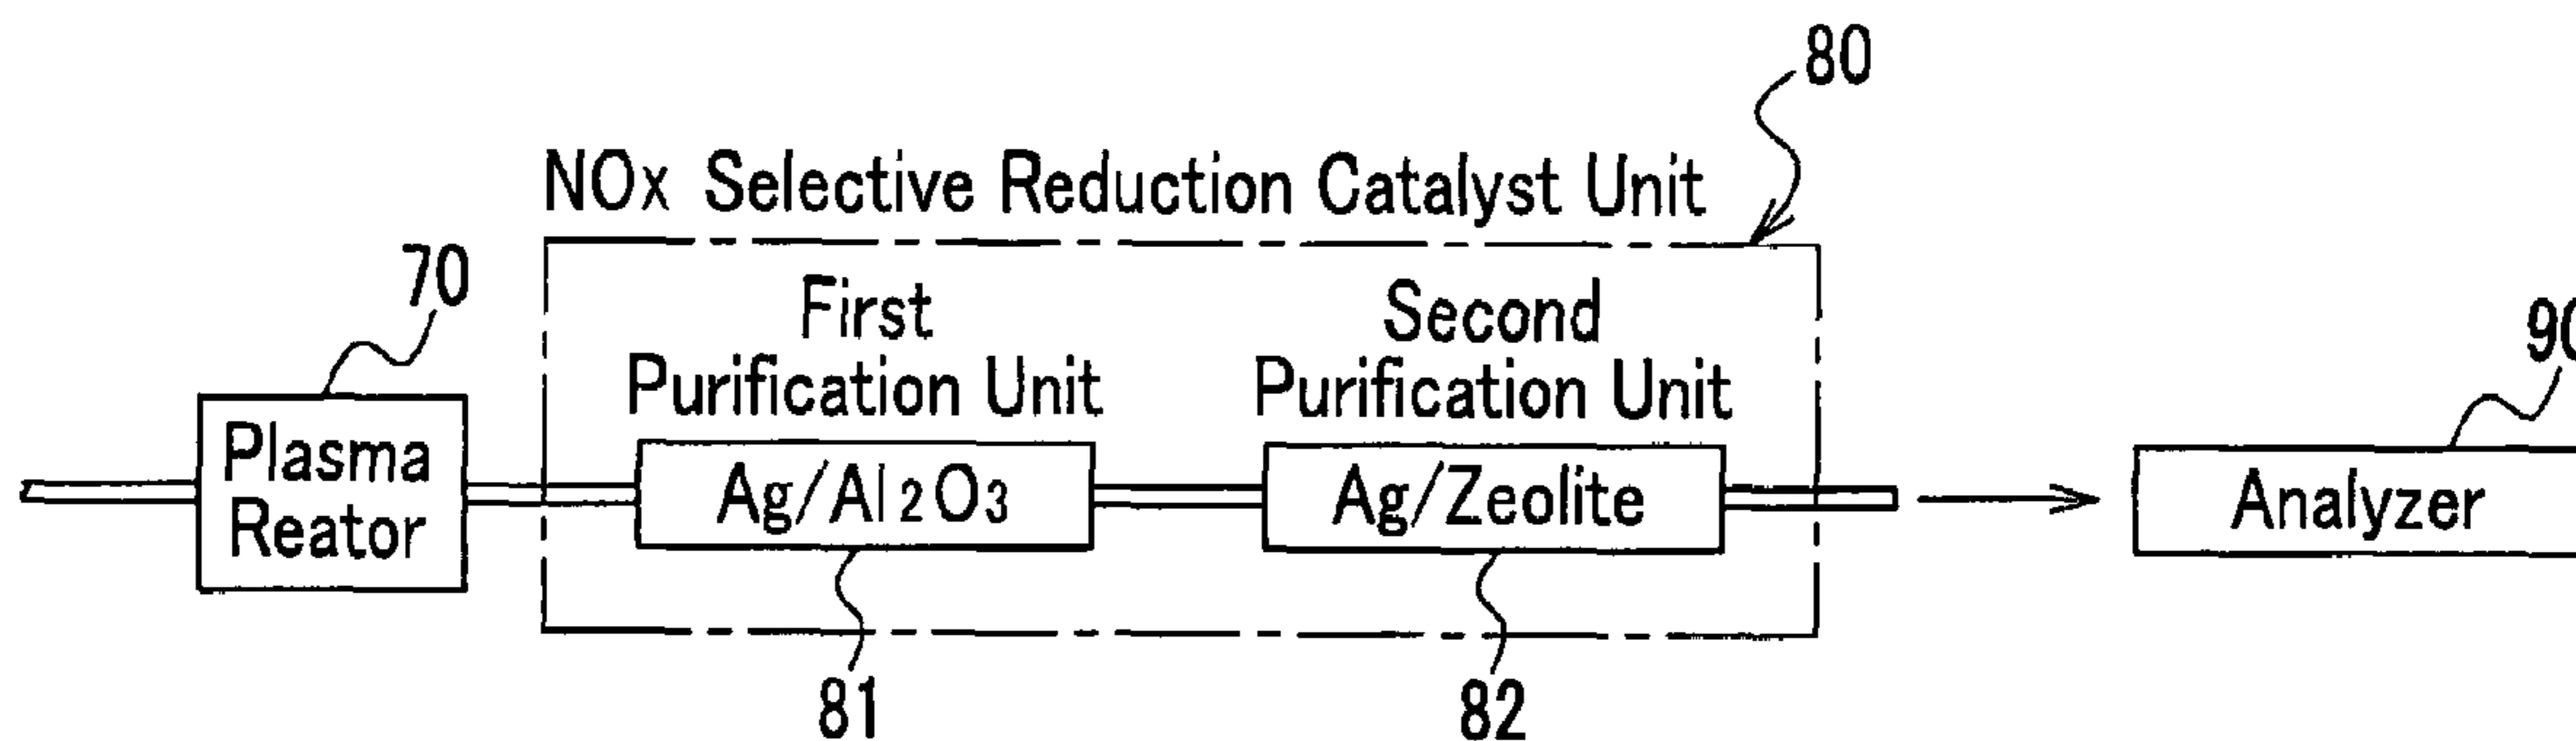 80
NOx Selective Reduction Catalyst Unit
70
First
Purification Unit
Second
Purification Unit
90
Plasma
Reator
Ag/Al2O3
Ag/Zeolite
Analyzer
81
82